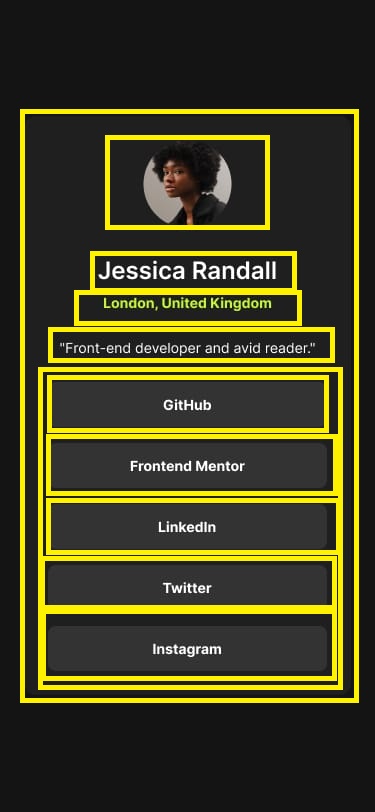 Jessica Randall
London, United Kingdom
"Front-end developer and avid reader."
GitHub
Frontend Mentor
LinkedIn
Twitter
Instagram